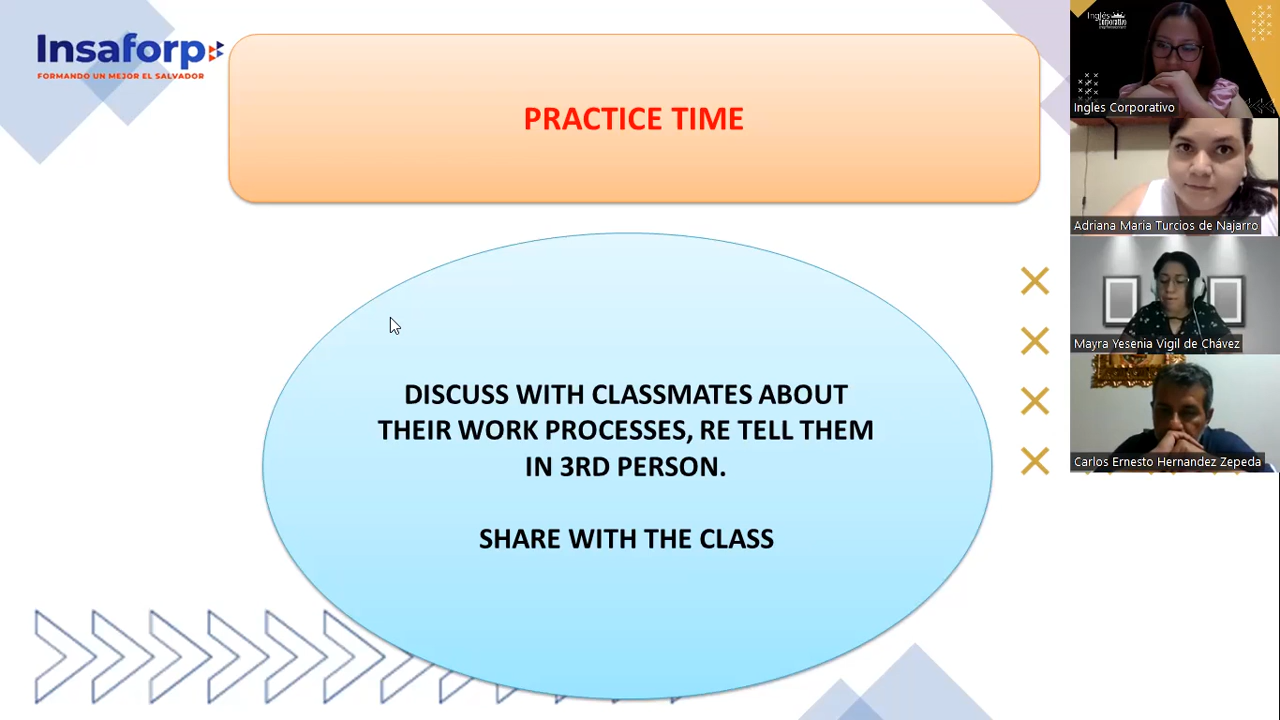 Insaforp
FORMANDO UN MEJOR EL SALVADOR
PRACTICE TIME
DISCUSS WITH CLASSMATES ABOUT
THEIR WORK PROCESSES, RE TELL THEM
IN 3RD PERSON.
SHARE WITH THE CLASS
Inglés
Corporativo
Ingles Corporativo
Adriana Maria Turcios de Najarro
Mayra Yesenia Vigil de Chávez
Carlos Ernesto Hernandez Zepeda